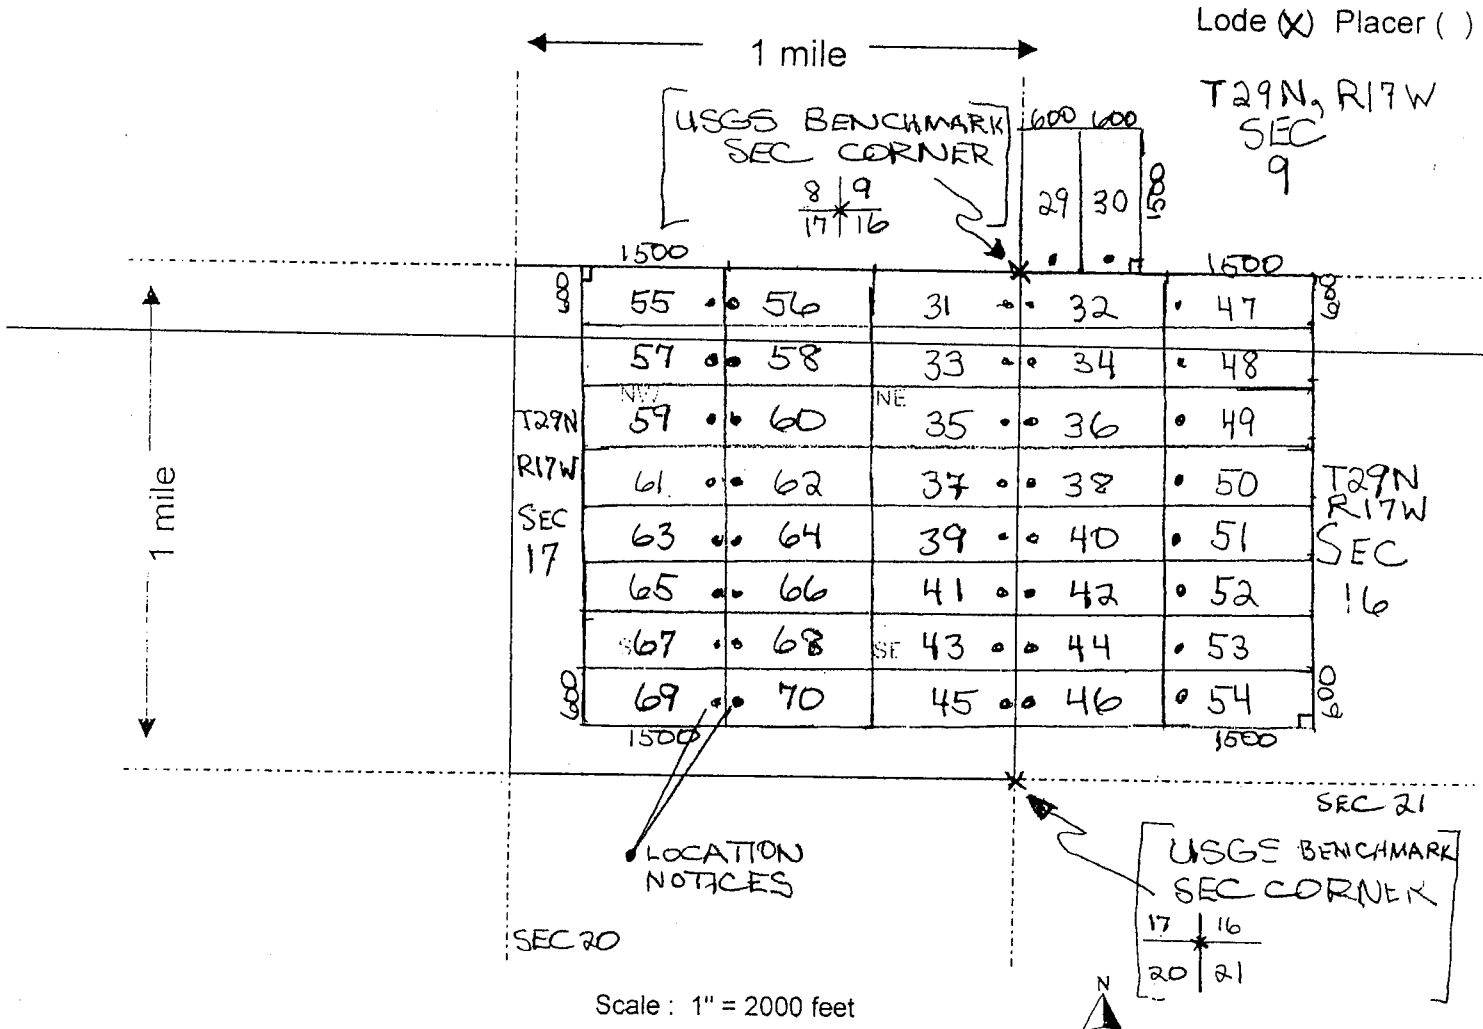 Lode (X) Placer ( )
1 mile
T29N, R17W
SEC
9
USGS BENCHMARK
SEC CORNER
8 9
17 16
600 600
29 30 1500
1500 1500
600 55 56 31 32 47 600
57 58 33 34 48
NW NE
T29N 59 60 35 36 49
R17W 61 62 37 38 50 T29N
R17W
SEC 63 64 39 40 51 SEC
17
1 mile
65 66 41 42 52 16
67 68 SE 43 44 53
600 69 70 45 46 54 600
1500 1500
SEC 21
LOCATION
NOTICES
USGS BENCHMARK
SEC CORNER
17 16
20 21
SEC 20
N
Scale : 1" = 2000 feet